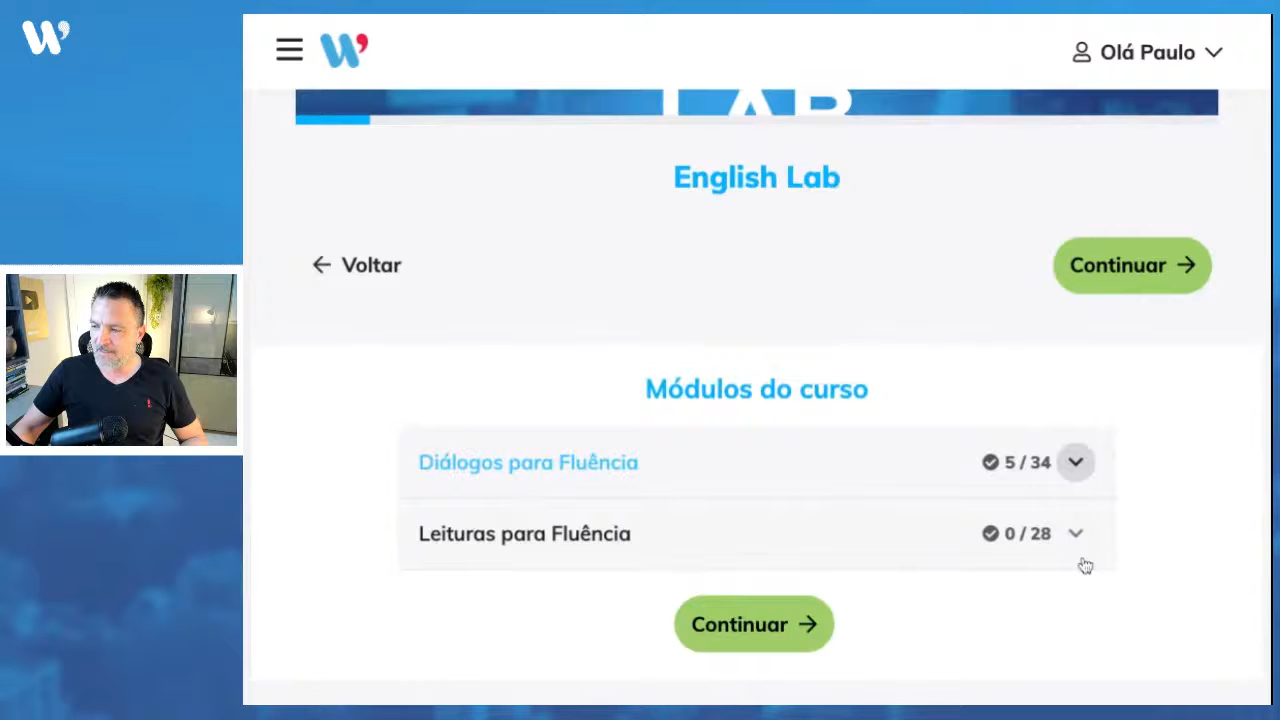 W'
W'
Olá Paulo
LAB
English Lab
Voltar
Continuar
Módulos do curso
Diálogos para Fluência
5 / 34
Leituras para Fluência
0 / 28
Continuar